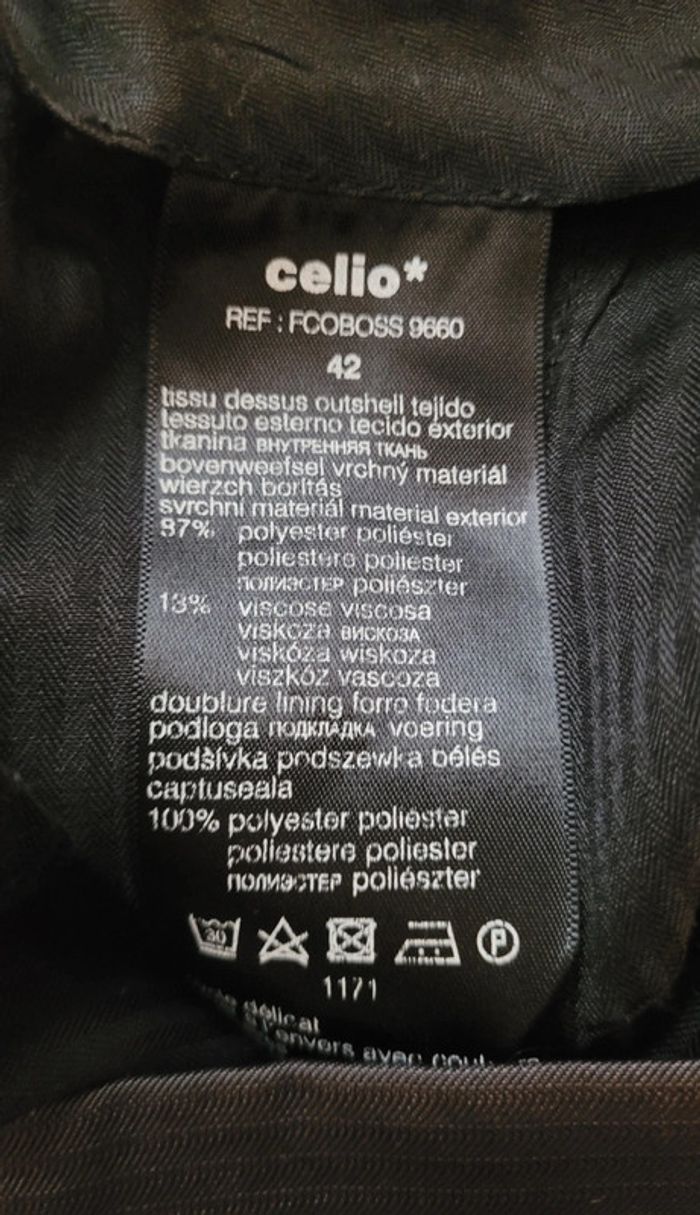 celio*
REF : FCOBOSS 9660
42
tissu dessus outshell tejido
tessuto esterno tecido exterior
tkanina ВНУТРЕННЯЯ ТКАНЬ
bovenweefsel vrchný materiál
wierzch borítás
svrchní materiál material exterior
87% polyester poliéster
poliestere poliester
ПОЛИЭСТЕР poliészter
13% viscose viscosa
viskoza ВИСКОЗА
viskóza wiskoza
viszkóz vascoza
doublure lining forro fodera
podloga ПОДКЛАДКА voering
podšívka podszewka bélés
captuseala
100% polyester poliéster
poliestere poliester
ПОЛИЭСТЕР poliészter
30 P
1171
délicat
l'envers avec